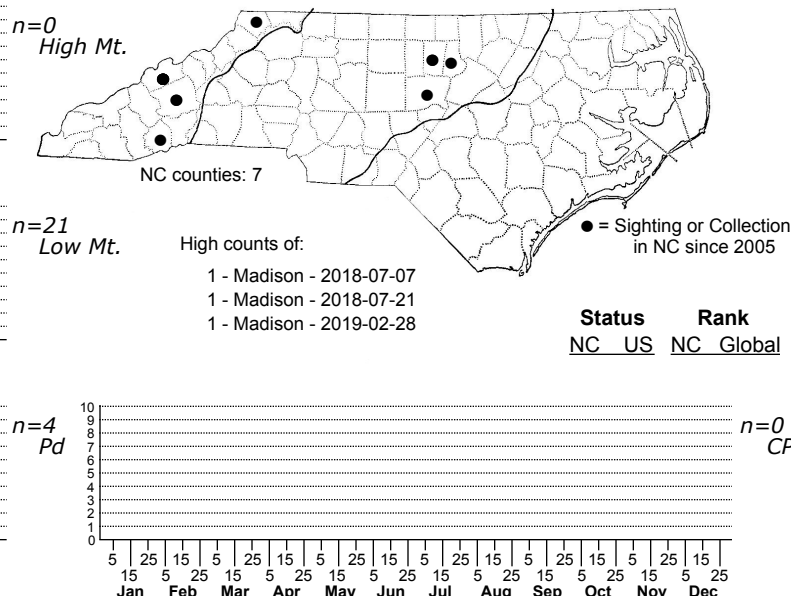 n=0
High Mt.
NC counties: 7
n=21
Low Mt.
High counts of:
1 - Madison - 2018-07-07
1 - Madison - 2018-07-21
1 - Madison - 2019-02-28
● = Sighting or Collection
in NC since 2005
Status Rank
NC US NC Global
n=4
Pd
n=0
CP
10
9
8
7
6
5
4
3
2
1
0
5 25 15 5 25 15 5 25 15 5 25 15 5 25 15 5 25 15
15 5 25 15 5 25 15 5 25 15 5 25 15 5 25 15 5 25
Jan Feb Mar Apr May Jun Jul Aug Sep Oct Nov Dec